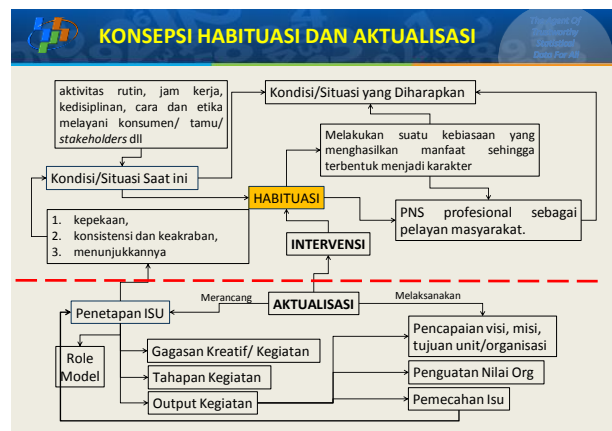 KONSEPSI HABITUASI DAN AKTUALISASI
aktivitas rutin, jam kerja,
kedisiplinan, cara dan etika
melayani konsumen/ tamu/
stakeholders dll
Kondisi/Situasi yang Diharapkan
Melakukan suatu kebiasaan yang
menghasilkan manfaat sehingga
terbentuk menjadi karakter
Kondisi/Situasi Saat ini
HABITUASI
PNS profesional sebagai
pelayan masyarakat.
1. kepekaan,
2. konsistensi dan keakraban,
3. menunjukkannya
INTERVENSI
Merancang
AKTUALISASI
Melaksanakan
Penetapan ISU
Pencapaian visi, misi,
tujuan unit/organisasi
Role
Model
Gagasan Kreatif/ Kegiatan
Tahapan Kegiatan
Penguatan Nilai Org
Output Kegiatan
Pemecahan Isu